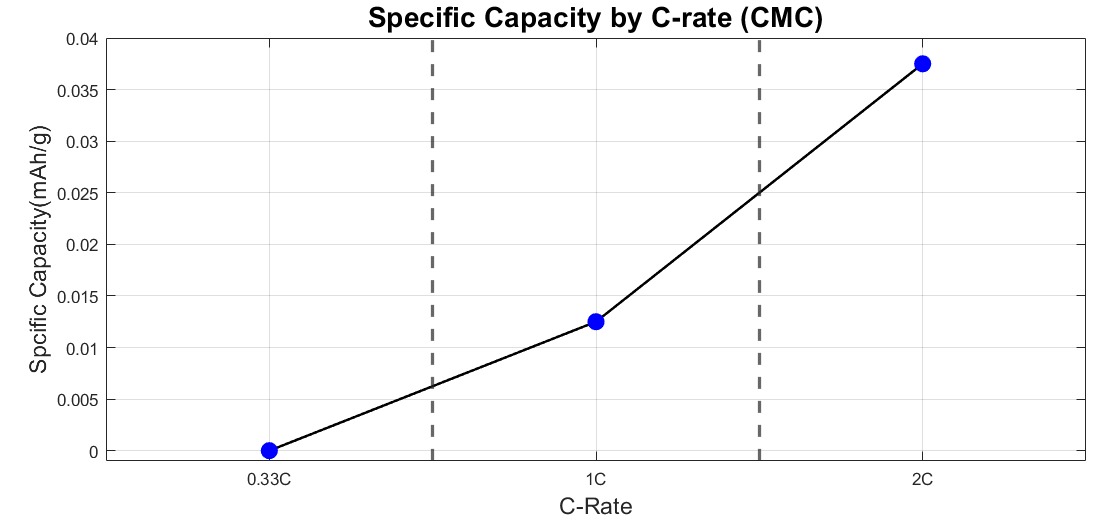 Specific Capacity by C-rate (CMC)
Spcific Capacity(mAh/g)
0.04
0.035
0.03
0.025
0.02
0.015
0.01
0.005
0
0.33C 1C 2C
C-Rate